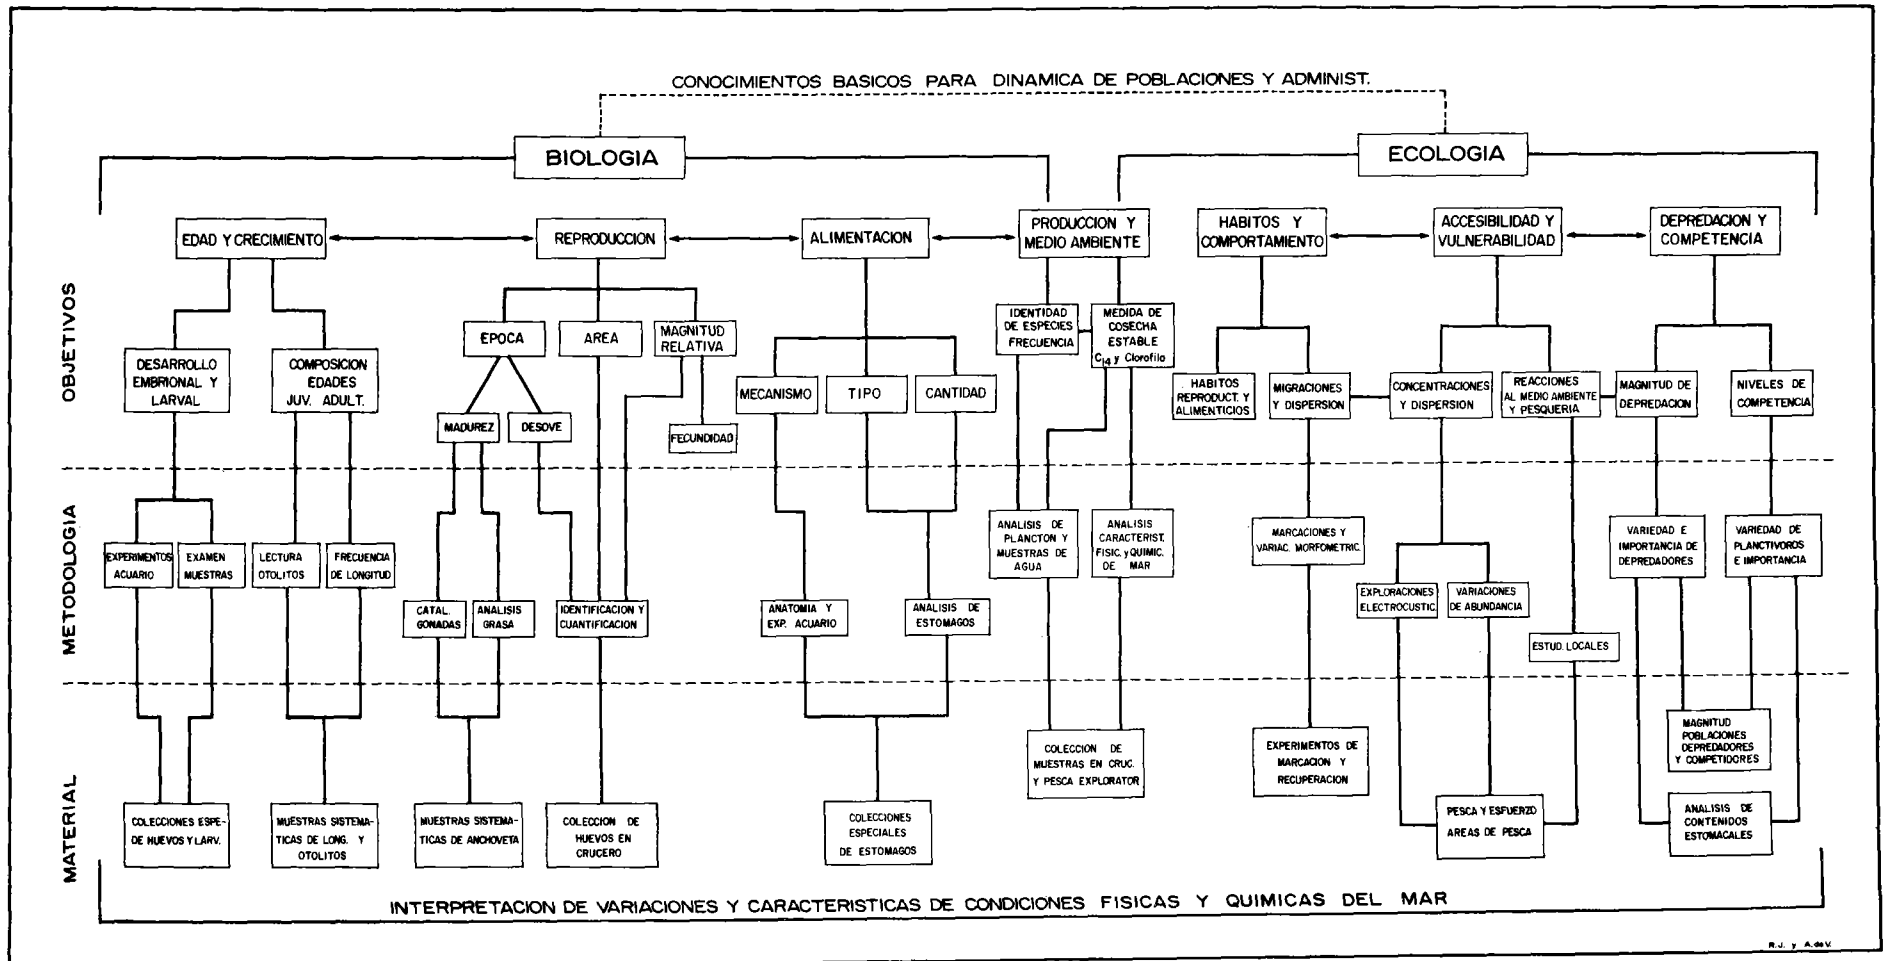 CONOCIMIENTOS BASICOS PARA DINAMICA DE POBLACIONES Y ADMINIST.
BIOLOGIA
ECOLOGIA
OBJETIVOS
EDAD Y CRECIMIENTO
REPRODUCCION
ALIMENTACION
PRODUCCION Y
MEDIO AMBIENTE
HABITOS Y
COMPORTAMIENTO
ACCESIBILIDAD Y
VULNERABILIDAD
DEPREDACION Y
COMPETENCIA
DESARROLLO
EMBRIONAL Y
LARVAL
COMPOSICION
EDADES
JUV. ADULT.
EPOCA
AREA
MAGNITUD
RELATIVA
MADUREZ
DESOVE
FECUNDIDAD
MECANISMO
TIPO
CANTIDAD
IDENTIDAD
DE ESPECIES
FRECUENCIA
MEDIDA DE
COSECHA
ESTABLE
C14 y Clorofila
HABITOS
REPRODUCT. Y
ALIMENTICIOS
MIGRACIONES
Y DISPERSION
CONCENTRACIONES
Y DISPERSION
REACCIONES
AL MEDIO AMBIENTE
Y PESQUERIA
MAGNITUD DE
DEPREDACION
NIVELES DE
COMPETENCIA
METODOLOGIA
EXPERIMENTOS
ACUARIO
EXAMEN
MUESTRAS
LECTURA
OTOLITOS
FRECUENCIA
DE LONGITUD
CATAL.
GONADAS
ANALISIS
GRASA
IDENTIFICACION Y
CUANTIFICACION
ANATOMIA Y
EXP. ACUARIO
ANALISIS DE
ESTOMAGOS
ANALISIS DE
PLANCTON Y
MUESTRAS DE
AGUA
ANALISIS
CARACTERIST.
FISIC. y QUIMIC.
DE MAR
MARCACIONES Y
VARIAC. MORFOMETRIC.
EXPLORACIONES
ELECTROCUSTIC.
VARIACIONES
DE ABUNDANCIA
ESTUD. LOCALES
VARIEDAD E
IMPORTANCIA DE
DEPREDADORES
VARIEDAD DE
PLANCTIVOROS
E IMPORTANCIA
MATERIAL
COLECCIONES ESPE-
DE HUEVOS Y LARV.
MUESTRAS SISTEMA-
TICAS DE LONG. Y
OTOLITOS
MUESTRAS SISTEMA-
TICAS DE ANCHOVETA
COLECCION DE
HUEVOS EN
CRUCERO
COLECCIONES
ESPECIALES
DE ESTOMAGOS
COLECCION DE
MUESTRAS EN CRUC.
Y PESCA EXPLORATOR
EXPERIMENTOS DE
MARCACION Y
RECUPERACION
PESCA Y ESFUERZO
AREAS DE PESCA
MAGNITUD
POBLACIONES
DEPREDADORES
Y COMPETIDORES
ANALISIS DE
CONTENIDOS
ESTOMACALES
INTERPRETACION DE VARIACIONES Y CARACTERISTICAS DE CONDICIONES FISICAS Y QUIMICAS DEL MAR
R.J. y A.deV.